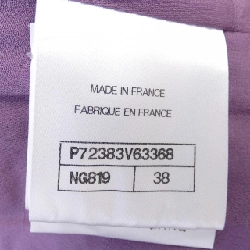 MADE IN FRANCE
FABRIQUE EN FRANCE
P72383V63368
NG819 38